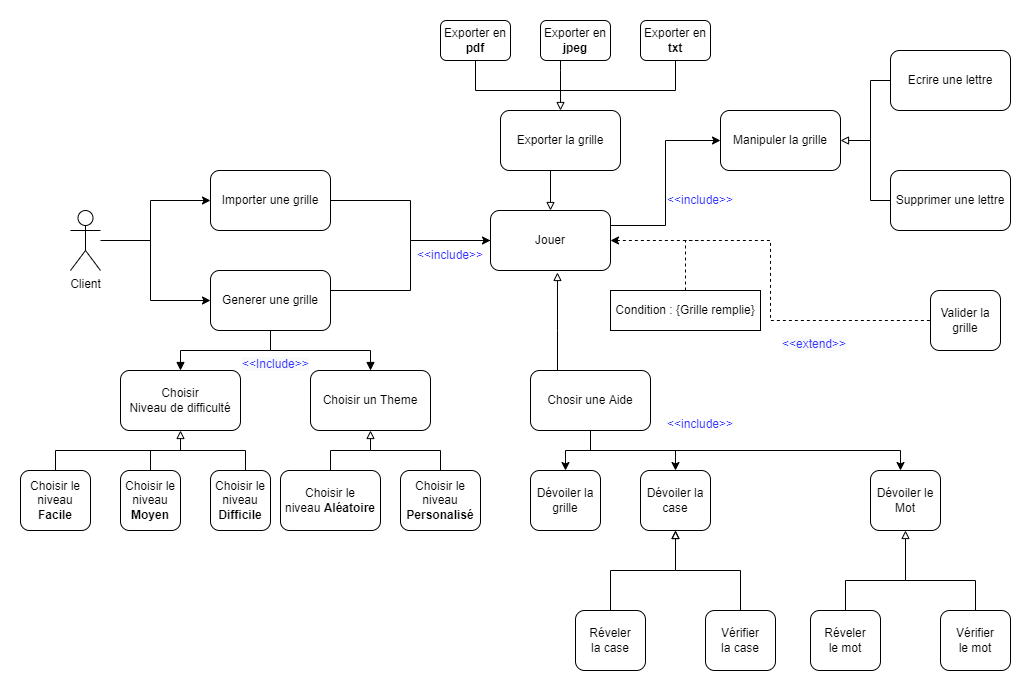 Exporter en
pdf
Exporter en
jpeg
Exporter en
txt
Ecrire une lettre
Exporter la grille
Manipuler la grille
Importer une grille
<<include>>
Supprimer une lettre
Client
Jouer
<<include>>
Generer une grille
Condition : {Grille remplie}
Valider la
grille
<<extend>>
<<Include>>
Choisir
Niveau de difficulté
Choisir un Theme
Chosir une Aide
<<include>>
Choisir le
niveau
Facile
Choisir le
niveau
Moyen
Choisir le
niveau
Difficile
Choisir le
niveau Aléatoire
Choisir le
niveau
Personalisé
Dévoiler la
grille
Dévoiler la
case
Dévoiler le
Mot
Réveler
la case
Vérifier
la case
Réveler
le mot
Vérifier
le mot